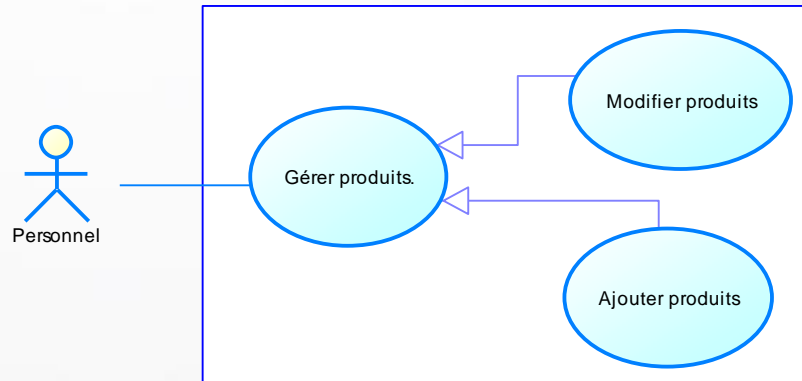 Modifier produits
Gérer produits.
Personnel
Ajouter produits